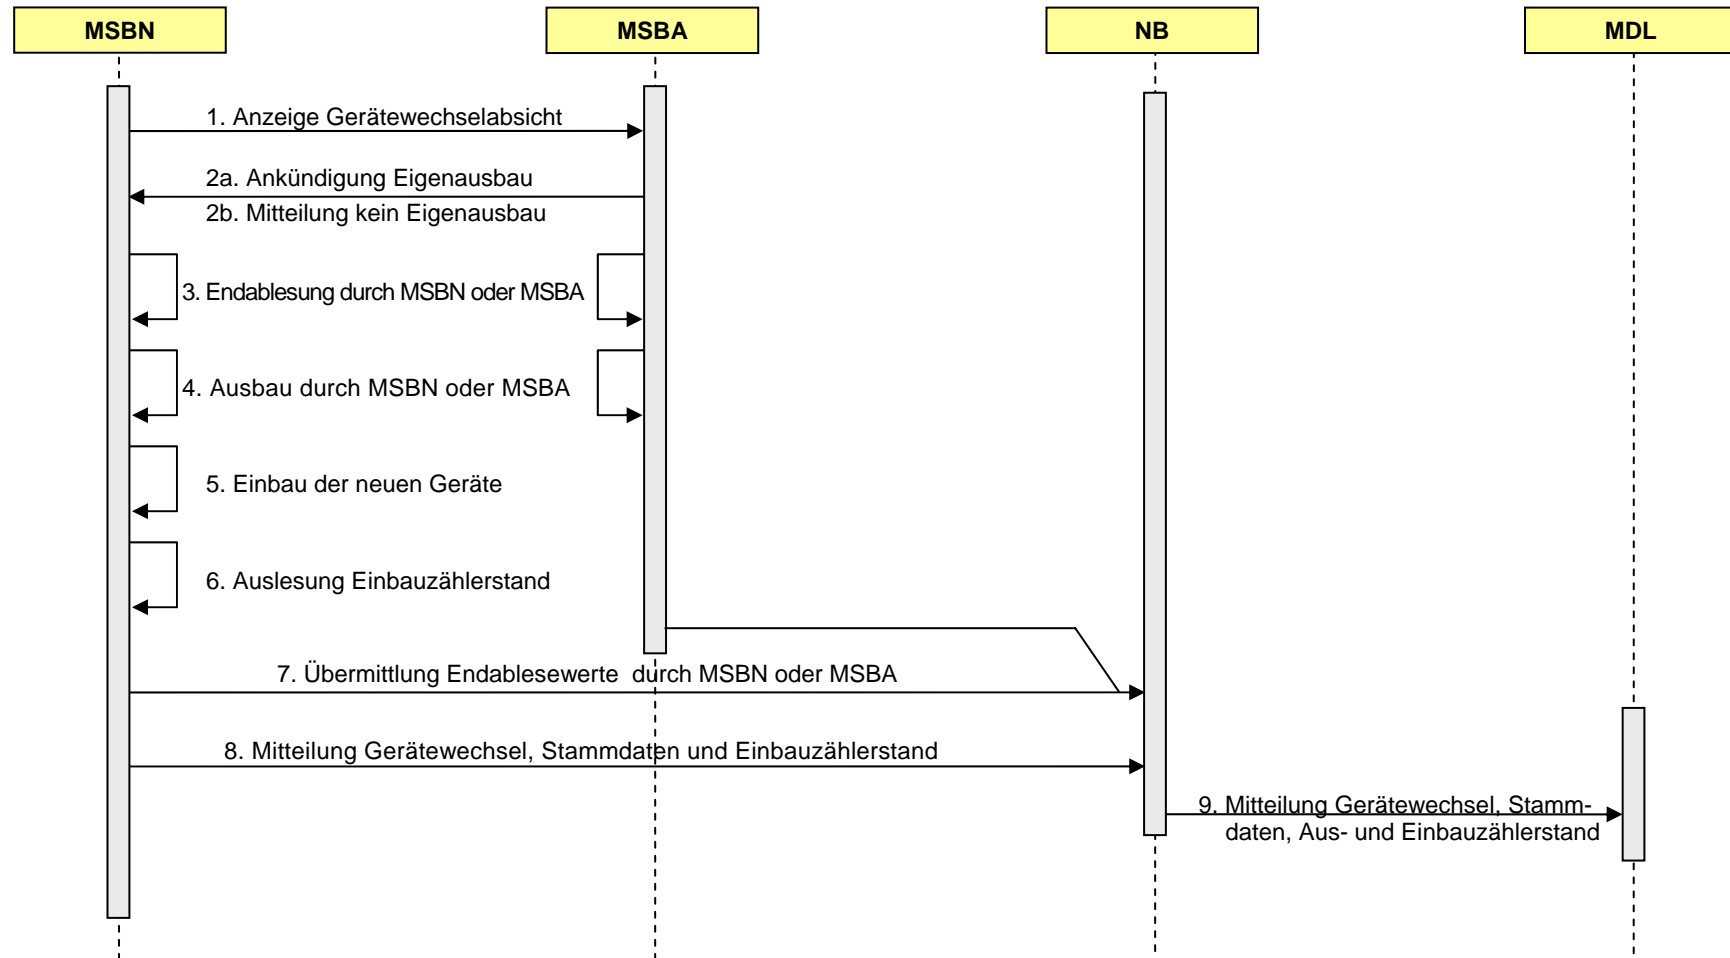 MSBN
MSBA
NB
MDL
1. Anzeige Gerätewechselabsicht
2a. Ankündigung Eigenausbau
2b. Mitteilung kein Eigenausbau
3. Endablesung durch MSBN oder MSBA
4. Ausbau durch MSBN oder MSBA
5. Einbau der neuen Geräte
6. Auslesung Einbauzählerstand
7. Übermittlung Endablesewerte durch MSBN oder MSBA
8. Mitteilung Gerätewechsel, Stammdaten und Einbauzählerstand
9. Mitteilung Gerätewechsel, Stamm-
daten, Aus- und Einbauzählerstand